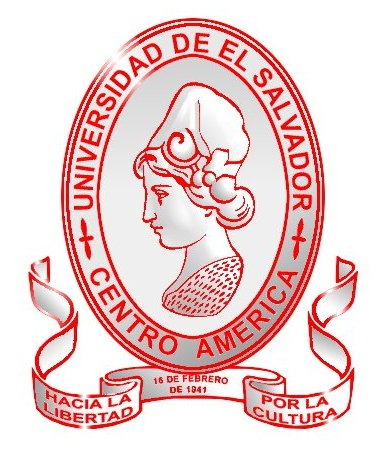 UNIVERSIDAD DE EL SALVADOR
CENTRO AMERICA
16 DE FEBRERO
DE 1841
HACIA LA
LIBERTAD
POR LA
CULTURA